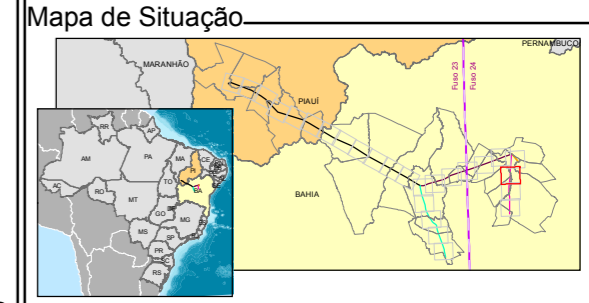 Mapa de Situação
PERNAMBUCO
MARANHÃO
Fuso 23
Fuso 24
PIAUÍ
BAHIA
RR
AP
AM
PA
MA
CE
PI
AC
RO
TO
BA
MT
GO
MG
MS
SP
PR
SC
RS